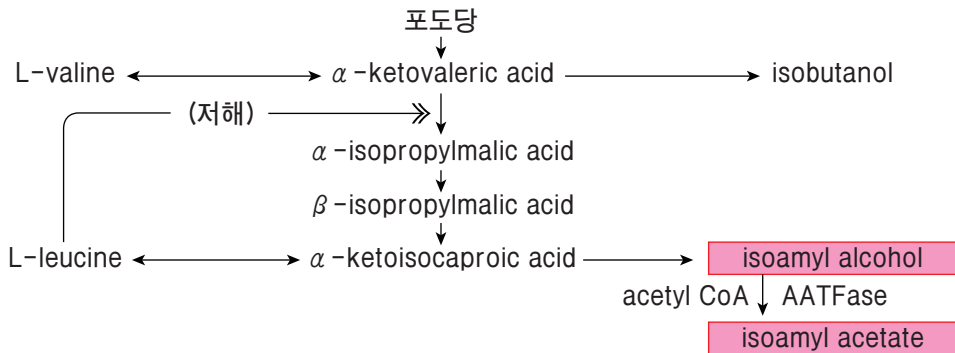 포도당
L-valine α-ketovaleric acid isobutanol
(저해)
α-isopropylmalic acid
β-isopropylmalic acid
L-leucine α-ketoisocaproic acid isoamyl alcohol
acetyl CoA AATFase
isoamyl acetate